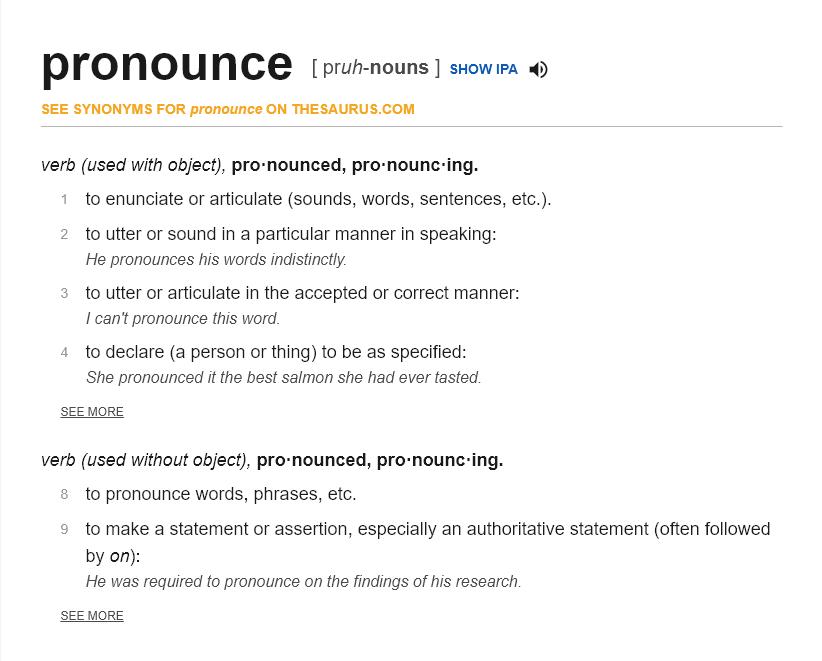 pronounce [ pruh-nouns ] SHOW IPA
SEE SYNONYMS FOR pronounce ON THESAURUS.COM
verb (used with object), pro·nounced, pro·nounc·ing.
1 to enunciate or articulate (sounds, words, sentences, etc.).
2 to utter or sound in a particular manner in speaking:
He pronounces his words indistinctly.
3 to utter or articulate in the accepted or correct manner:
I can't pronounce this word.
4 to declare (a person or thing) to be as specified:
She pronounced it the best salmon she had ever tasted.
SEE MORE
verb (used without object), pro·nounced, pro·nounc·ing.
8 to pronounce words, phrases, etc.
9 to make a statement or assertion, especially an authoritative statement (often followed
by on):
He was required to pronounce on the findings of his research.
SEE MORE